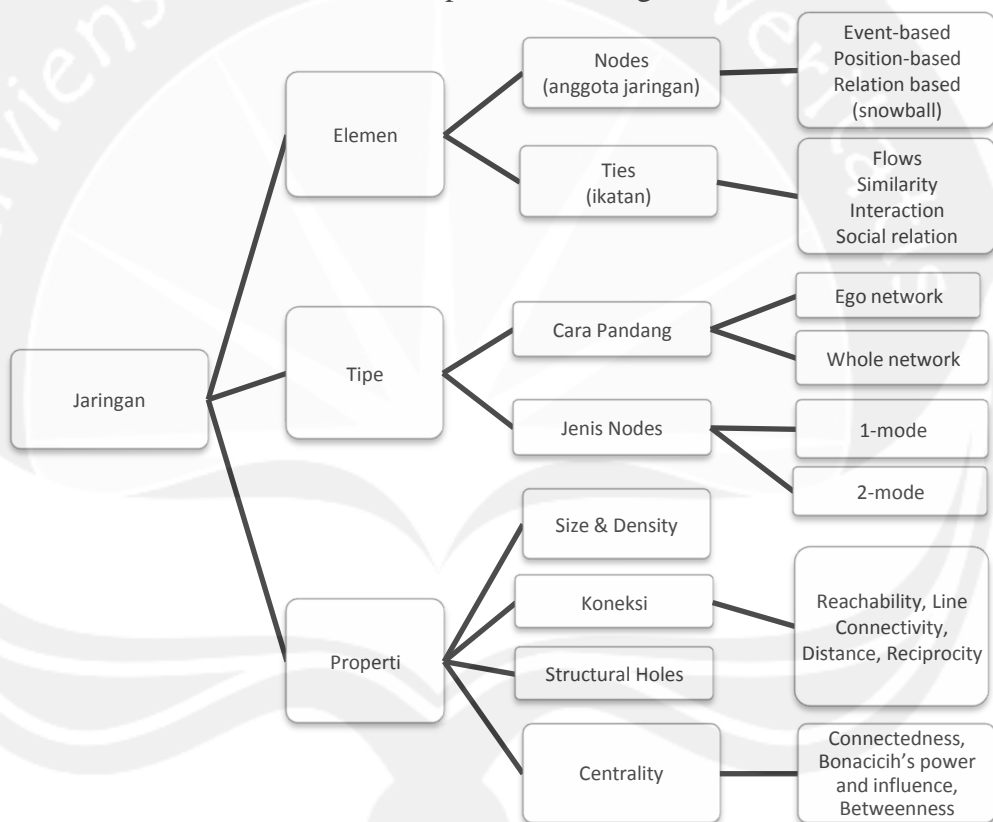 Nodes
(anggota jaringan)
Event-based
Position-based
Relation based
(snowball)
Elemen
Ties
(ikatan)
Flows
Similarity
Interaction
Social relation
Jaringan
Tipe
Cara Pandang
Ego network
Whole network
Jenis Nodes
1-mode
2-mode
Properti
Size & Density
Koneksi
Reachability, Line
Connectivity,
Distance, Reciprocity
Structural Holes
Centrality
Connectedness,
Bonacicih's power
and influence,
Betweenness